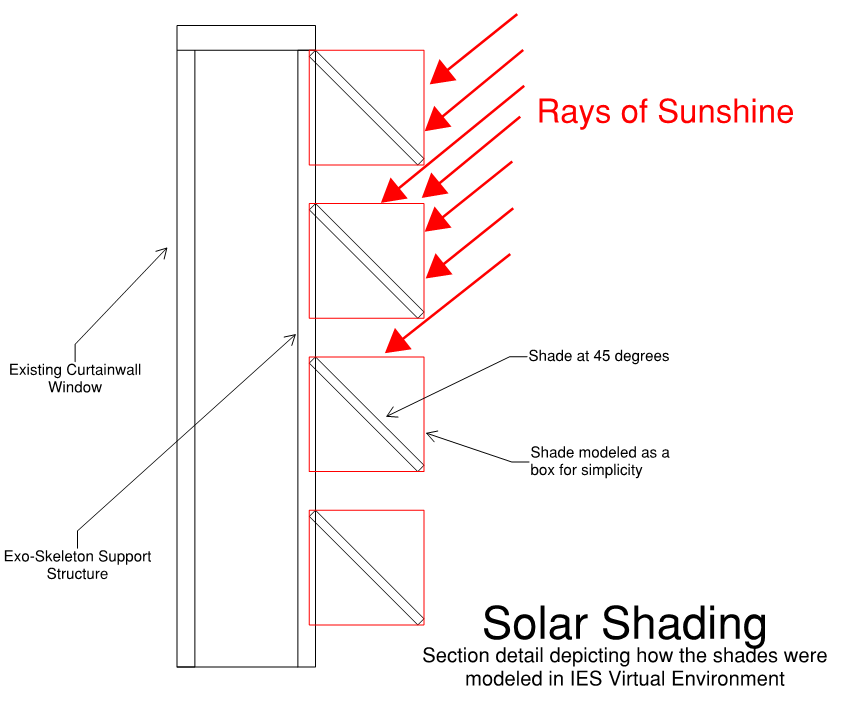 Rays of Sunshine
Existing Curtainwall
Window
Shade at 45 degrees
Shade modeled as a
box for simplicity
Exo-Skeleton Support
Structure
Solar Shading
Section detail depicting how the shades were
modeled in IES Virtual Environment